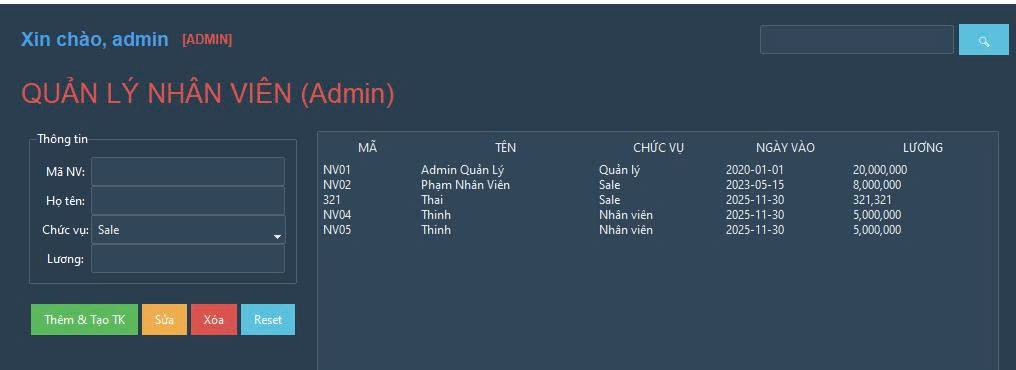 Xin chào, admin [ADMIN]
QUẢN LÝ NHÂN VIÊN (Admin)
Thông tin
Mã NV:
Họ tên:
Chức vụ: Sale
Lương:
Thêm & Tạo TK Sửa Xóa Reset
MÃ TÊN CHỨC VỤ NGÀY VÀO LƯƠNG
NV01 Admin Quản Lý Quản lý 2020-01-01 20,000,000
NV02 Phạm Nhân Viên Sale 2023-05-15 8,000,000
321 Thai Sale 2025-11-30 321,321
NV04 Thinh Nhân viên 2025-11-30 5,000,000
NV05 Thinh Nhân viên 2025-11-30 5,000,000